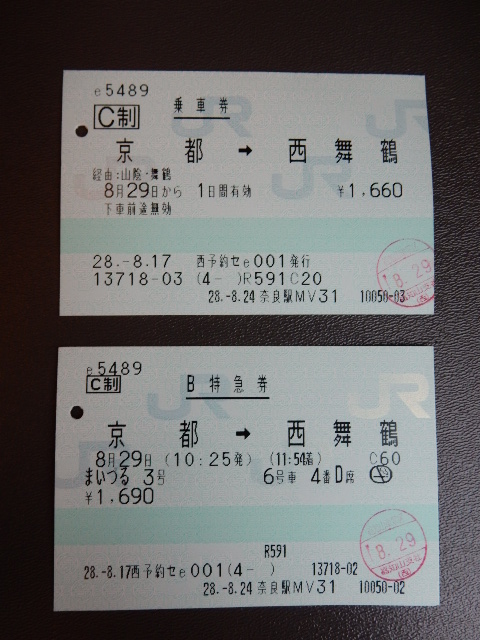 e5489
C制
乗車券
京都 → 西舞鶴
経由:山陰・舞鶴
8月29日から 1日間有効 ¥1,660
下車前途無効
28.-8.17 西予約セe001発行
13718-03 (4- )R591C20
28.-8.24 奈良駅MV31 10050-03
8.29
e5489
C制
B特急券
京都 → 西舞鶴
8月29日 (10:25発) (11:54着) C60
まいづる 3号 6号車 4番D席
¥1,690
R591
28.-8.17西予約セe001(4- ) 13718-02
28.-8.24 奈良駅MV31 10050-02
8.29